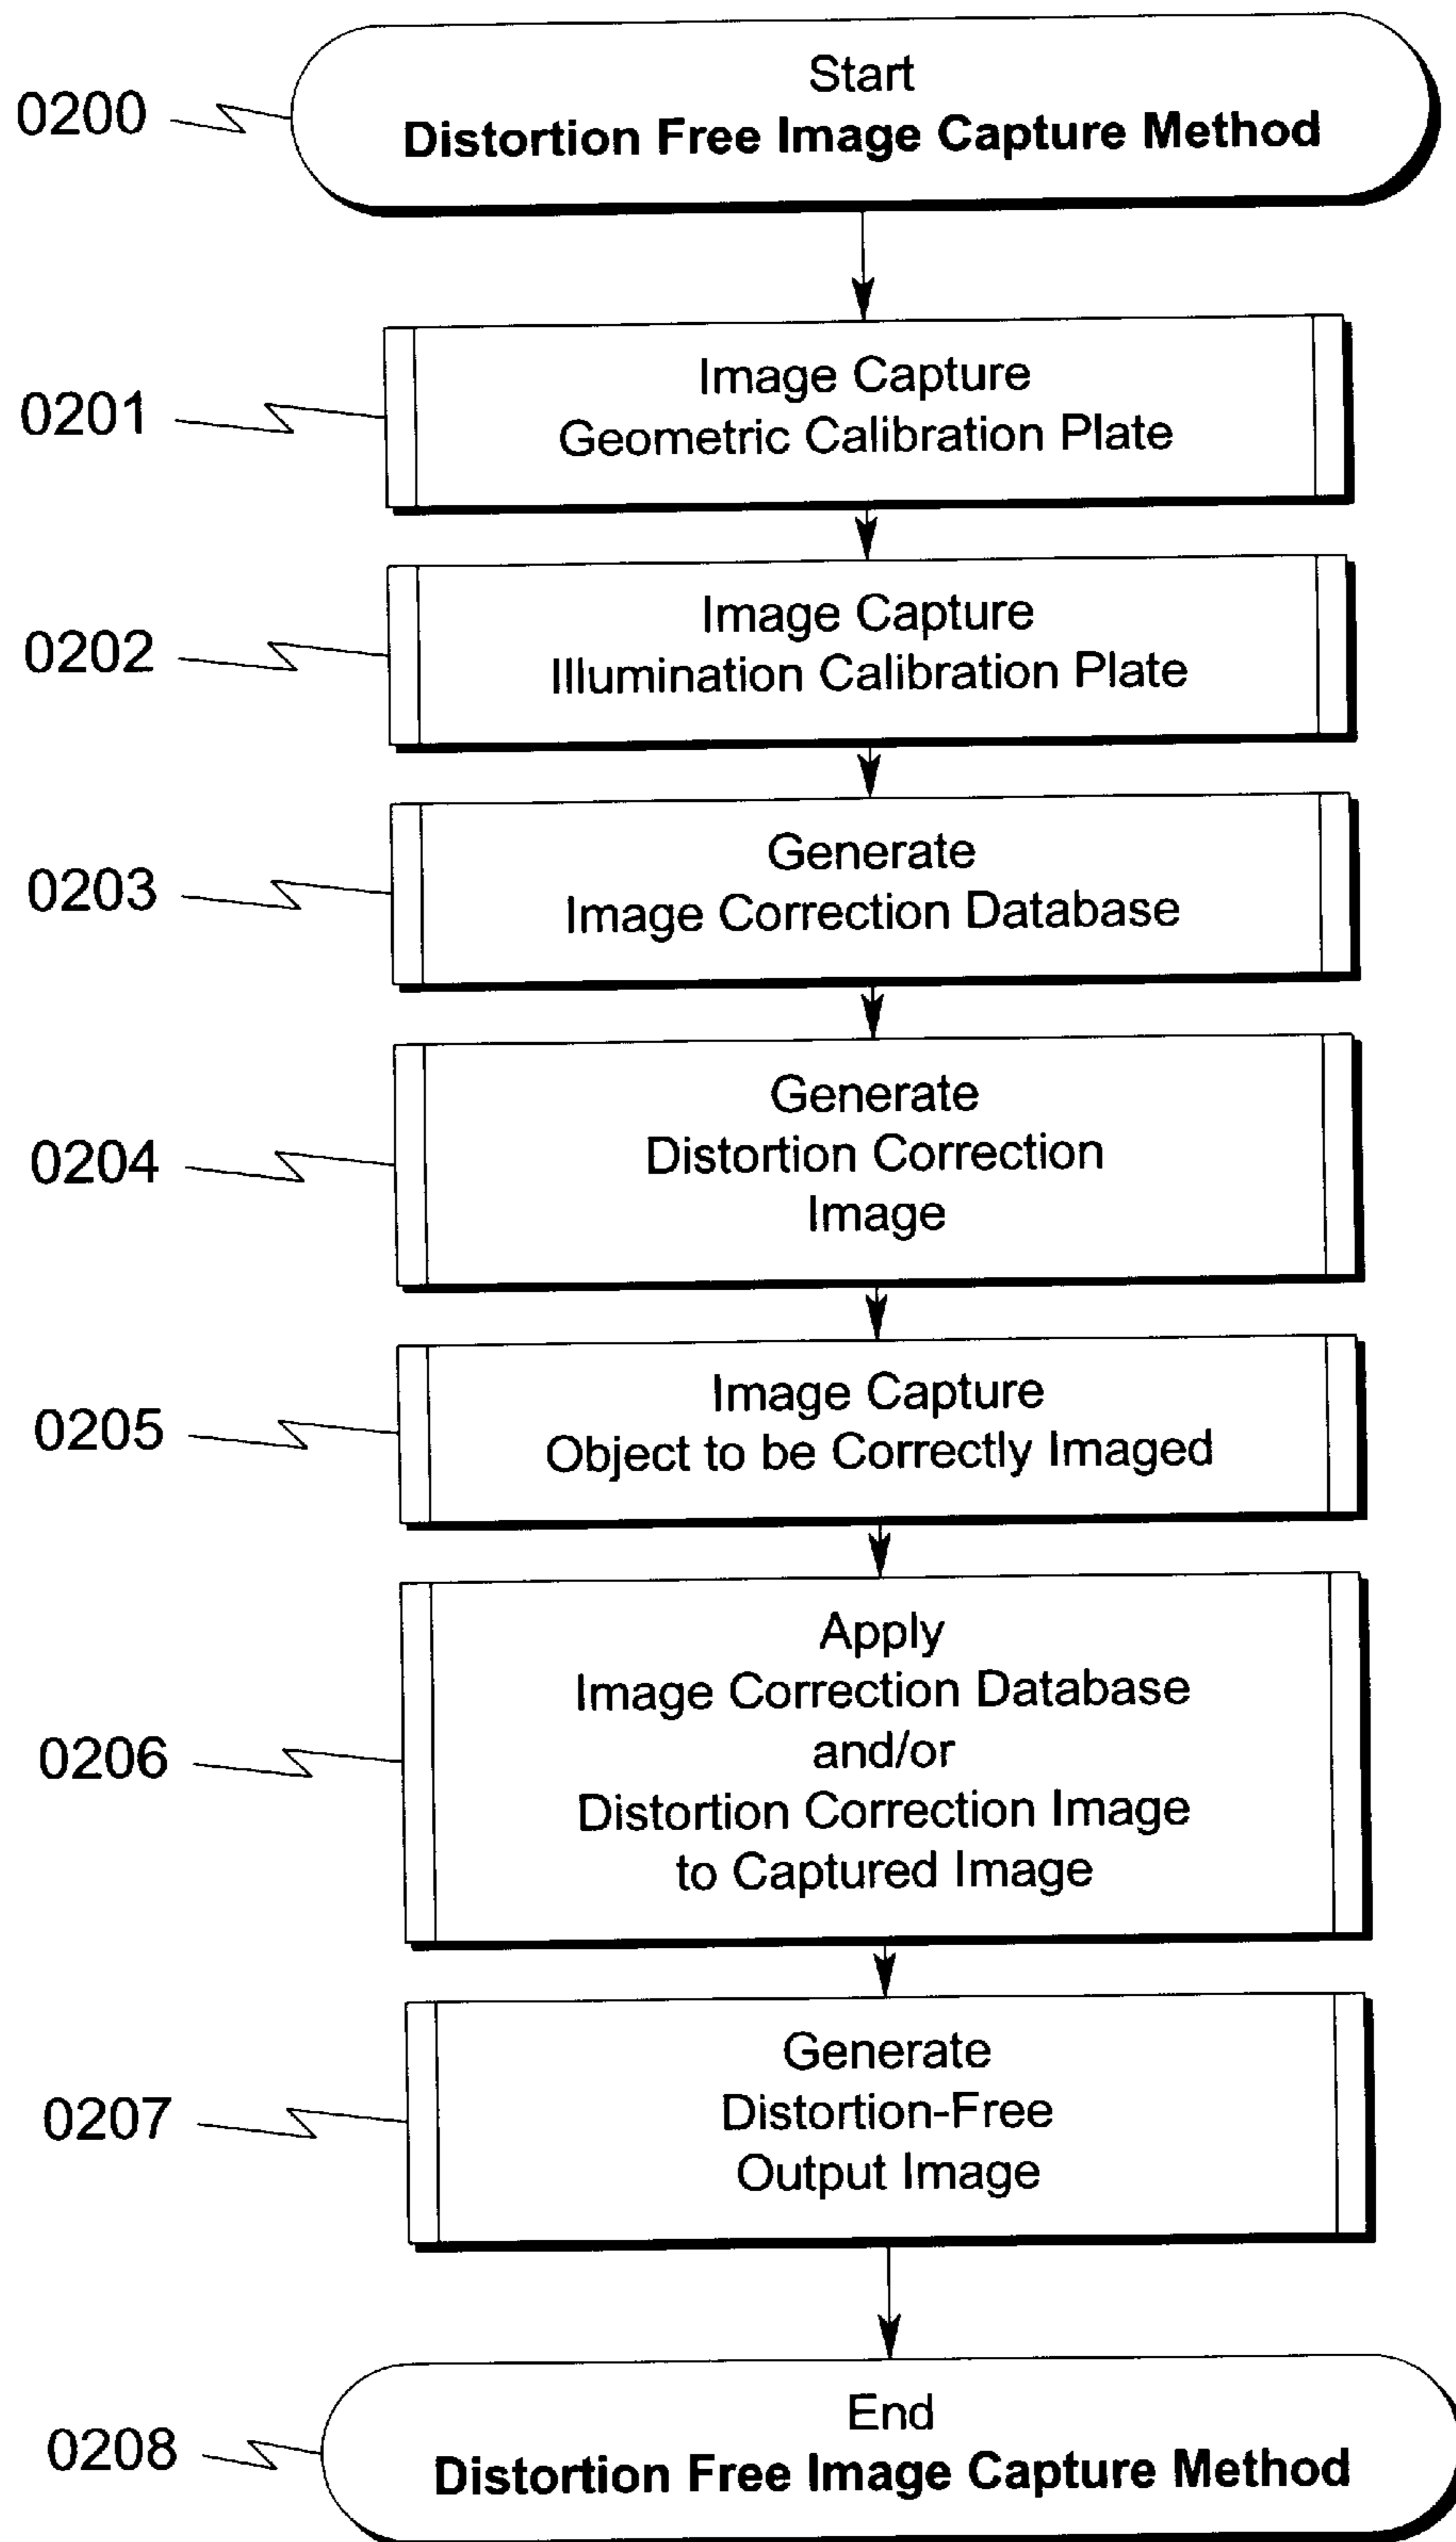 0200
Start
Distortion Free Image Capture Method
0201
Image Capture
Geometric Calibration Plate
0202
Image Capture
Illumination Calibration Plate
0203
Generate
Image Correction Database
0204
Generate
Distortion Correction
Image
0205
Image Capture
Object to be Correctly Imaged
0206
Apply
Image Correction Database
and/or
Distortion Correction Image
to Captured Image
0207
Generate
Distortion-Free
Output Image
0208
End
Distortion Free Image Capture Method